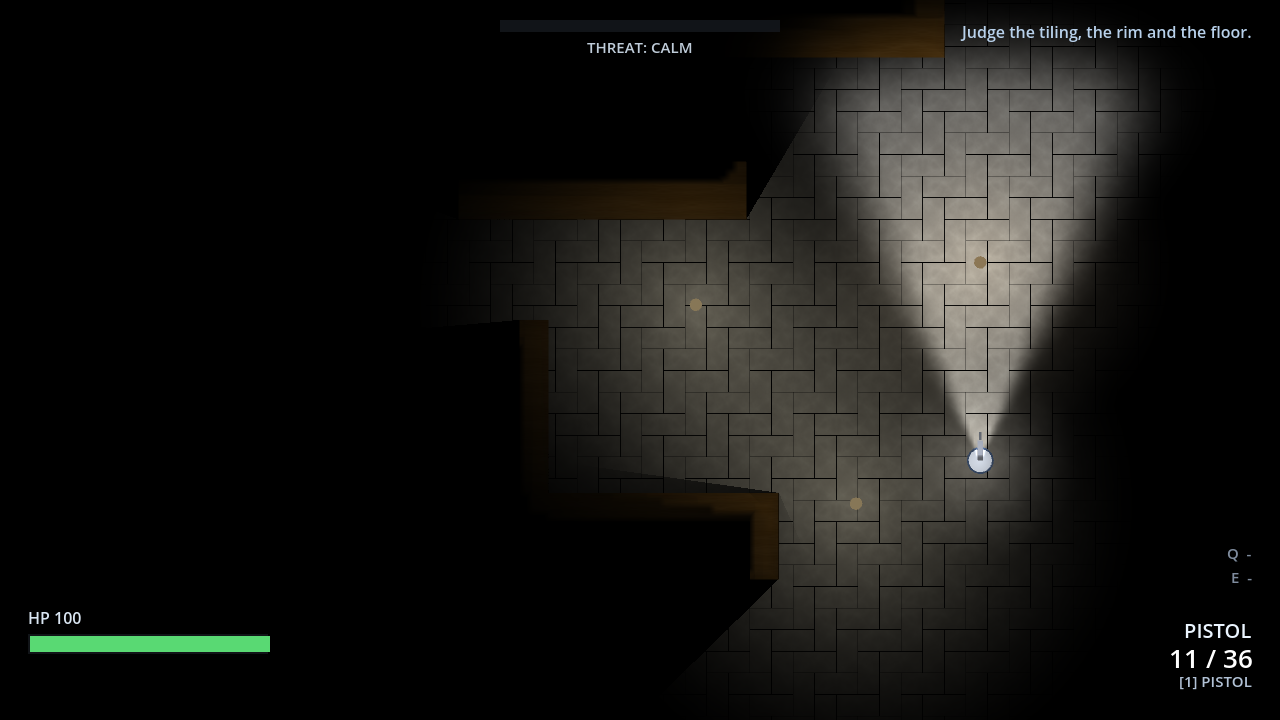 Judge the tiling, the rim and the floor.
THREAT: CALM
Q -
E -
HP 100
PISTOL
11 / 36
[1] PISTOL